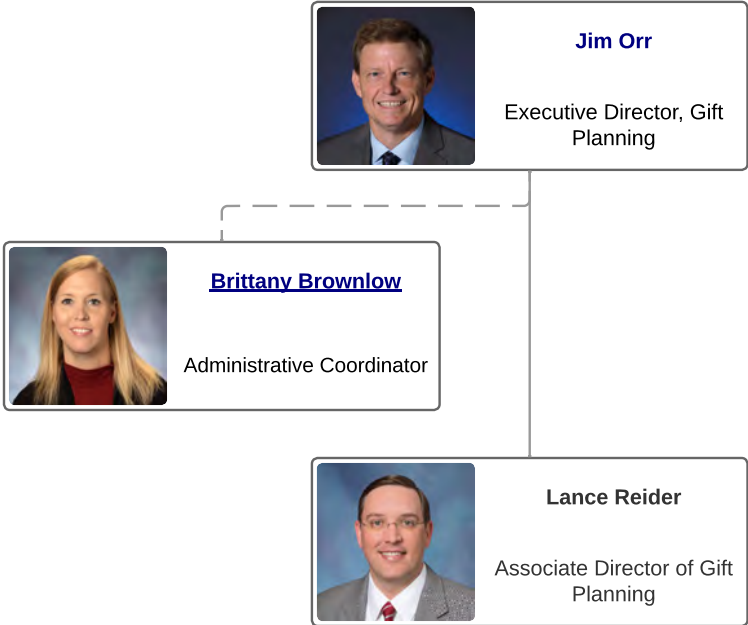 Jim Orr
Executive Director, Gift
Planning
Brittany Brownlow
Administrative Coordinator
Lance Reider
Associate Director of Gift
Planning